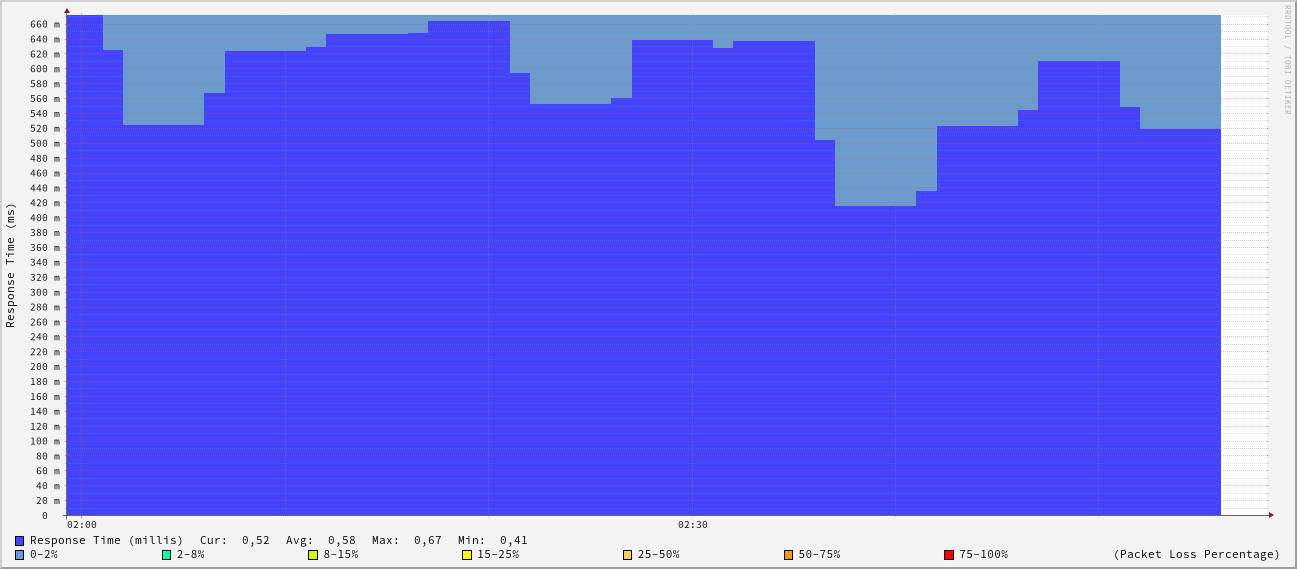 RRDTOOL / TOBI OETIKER
Response Time (ms)
660 m
640 m
620 m
600 m
580 m
560 m
540 m
520 m
500 m
480 m
460 m
440 m
420 m
400 m
380 m
360 m
340 m
320 m
300 m
280 m
260 m
240 m
220 m
200 m
180 m
160 m
140 m
120 m
100 m
80 m
60 m
40 m
20 m
0
02:00 02:30
Response Time (millis) Cur: 0,52 Avg: 0,58 Max: 0,67 Min: 0,41
0-2% 2-8% 8-15% 15-25% 25-50% 50-75% 75-100% (Packet Loss Percentage)